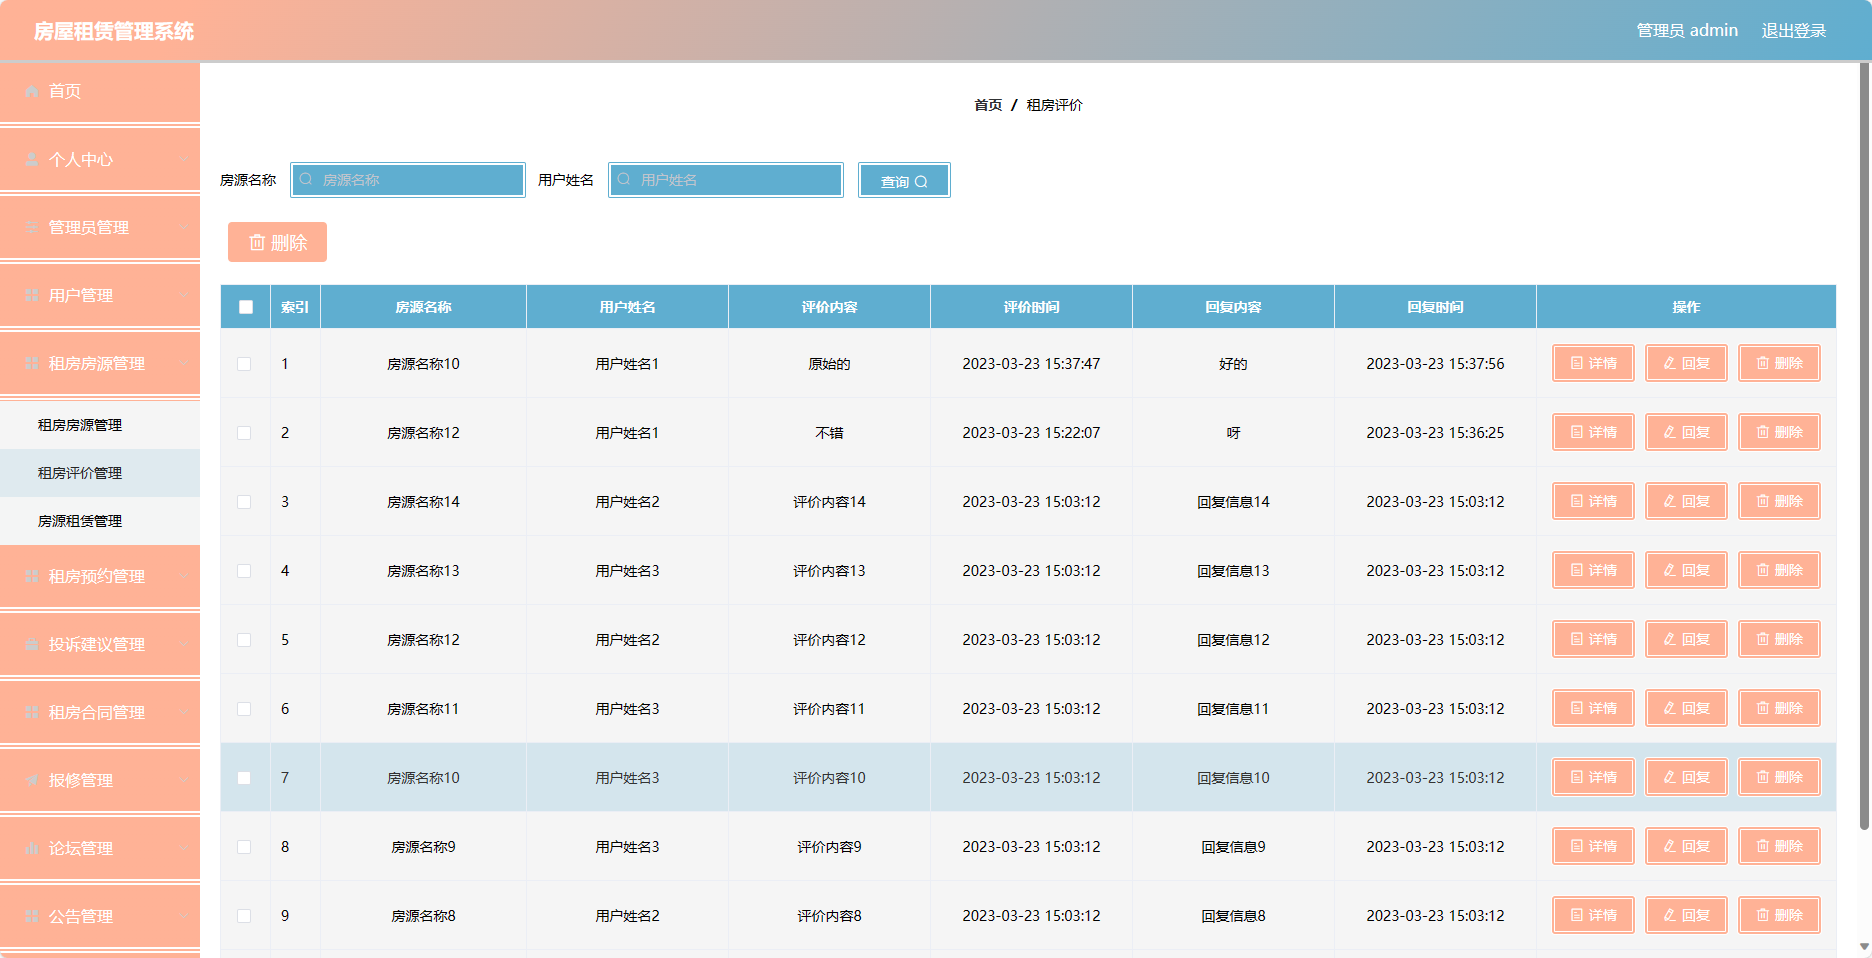 房屋租赁管理系统
管理员 admin 退出登录
首页
个人中心
管理员管理
用户管理
租房房源管理
租房房源管理
租房评价管理
房源租赁管理
租房预约管理
投诉建议管理
租房合同管理
报修管理
论坛管理
公告管理
首页 / 租房评价
房源名称 房源名称 用户姓名 用户姓名 查询
删除
索引 房源名称 用户姓名 评价内容 评价时间 回复内容 回复时间 操作
1 房源名称10 用户姓名1 原始的 2023-03-23 15:37:47 好的 2023-03-23 15:37:56 详情 回复 删除
2 房源名称12 用户姓名1 不错 2023-03-23 15:22:07 呀 2023-03-23 15:36:25 详情 回复 删除
3 房源名称14 用户姓名2 评价内容14 2023-03-23 15:03:12 回复信息14 2023-03-23 15:03:12 详情 回复 删除
4 房源名称13 用户姓名3 评价内容13 2023-03-23 15:03:12 回复信息13 2023-03-23 15:03:12 详情 回复 删除
5 房源名称12 用户姓名2 评价内容12 2023-03-23 15:03:12 回复信息12 2023-03-23 15:03:12 详情 回复 删除
6 房源名称11 用户姓名3 评价内容11 2023-03-23 15:03:12 回复信息11 2023-03-23 15:03:12 详情 回复 删除
7 房源名称10 用户姓名3 评价内容10 2023-03-23 15:03:12 回复信息10 2023-03-23 15:03:12 详情 回复 删除
8 房源名称9 用户姓名3 评价内容9 2023-03-23 15:03:12 回复信息9 2023-03-23 15:03:12 详情 回复 删除
9 房源名称8 用户姓名2 评价内容8 2023-03-23 15:03:12 回复信息8 2023-03-23 15:03:12 详情 回复 删除